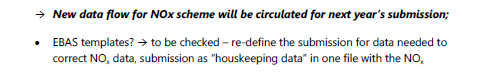 → New data flow for NOx scheme will be circulated for next year's submission;
• EBAS templates? → to be checked – re-define the submission for data needed to
correct NOx data, submission as "houskeeping data" in one file with the NOx